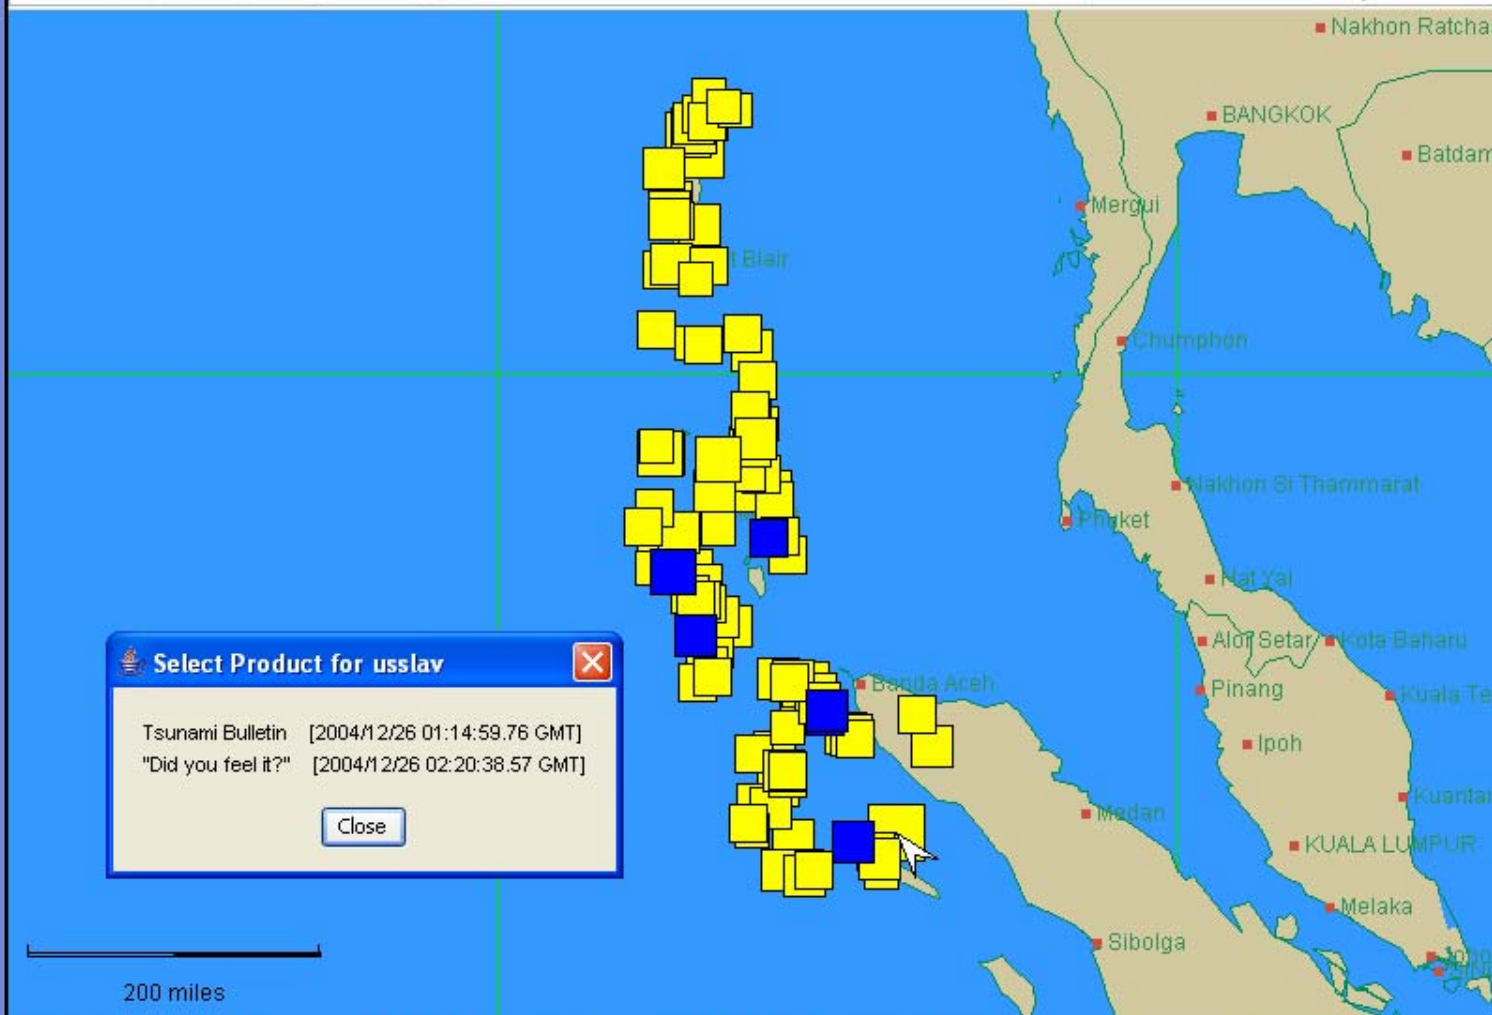 Nakhon Ratcha
BANGKOK
Batdam
Mergui
t Blair
Chumphon
Nakhon Si Thammarat
Phuket
Hat Yai
Alor Setar
Kota Baharu
Select Product for usslav
Banda Aceh
Pinang
Kuala Te
Tsunami Bulletin [2004/12/26 01:14:59.76 GMT]
"Did you feel it?" [2004/12/26 02:20:38.57 GMT]
Ipoh
Kuantan
Medan
Close
KUALA LUMPUR
Melaka
Sibolga
200 miles